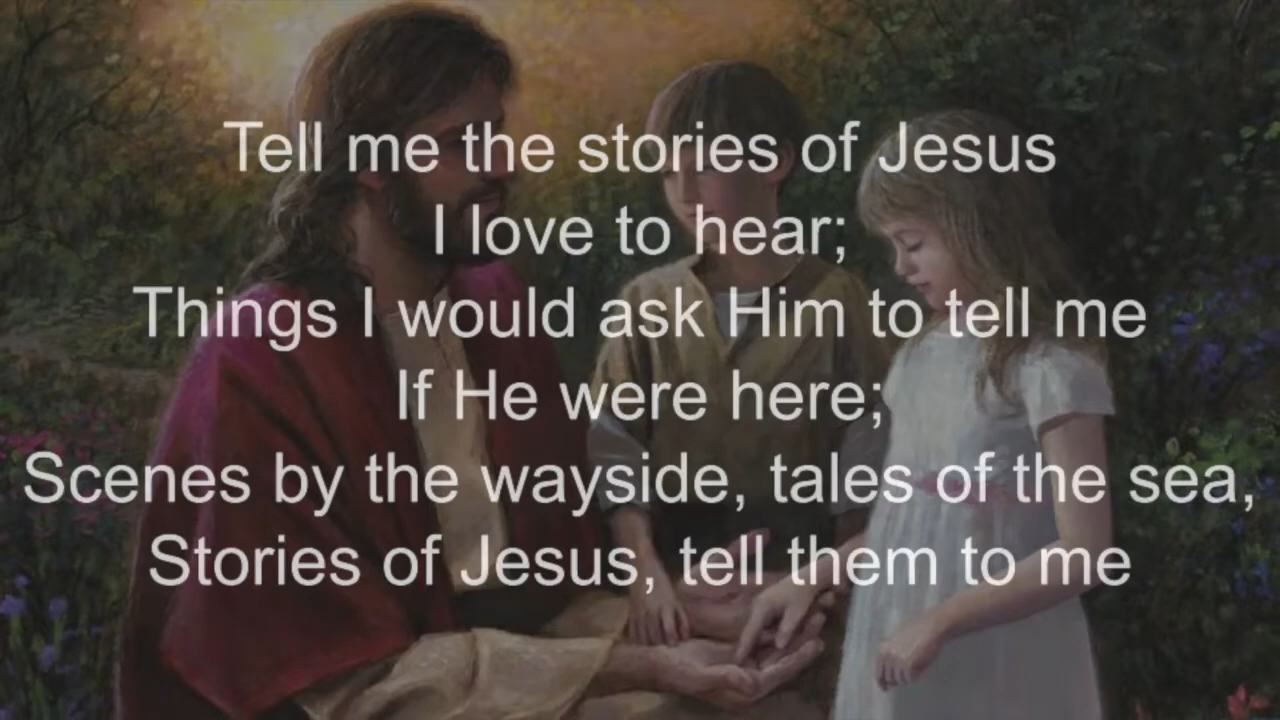 Tell me the stories of Jesus
I love to hear;
Things I would ask Him to tell me
If He were here;
Scenes by the wayside, tales of the sea,
Stories of Jesus, tell them to me